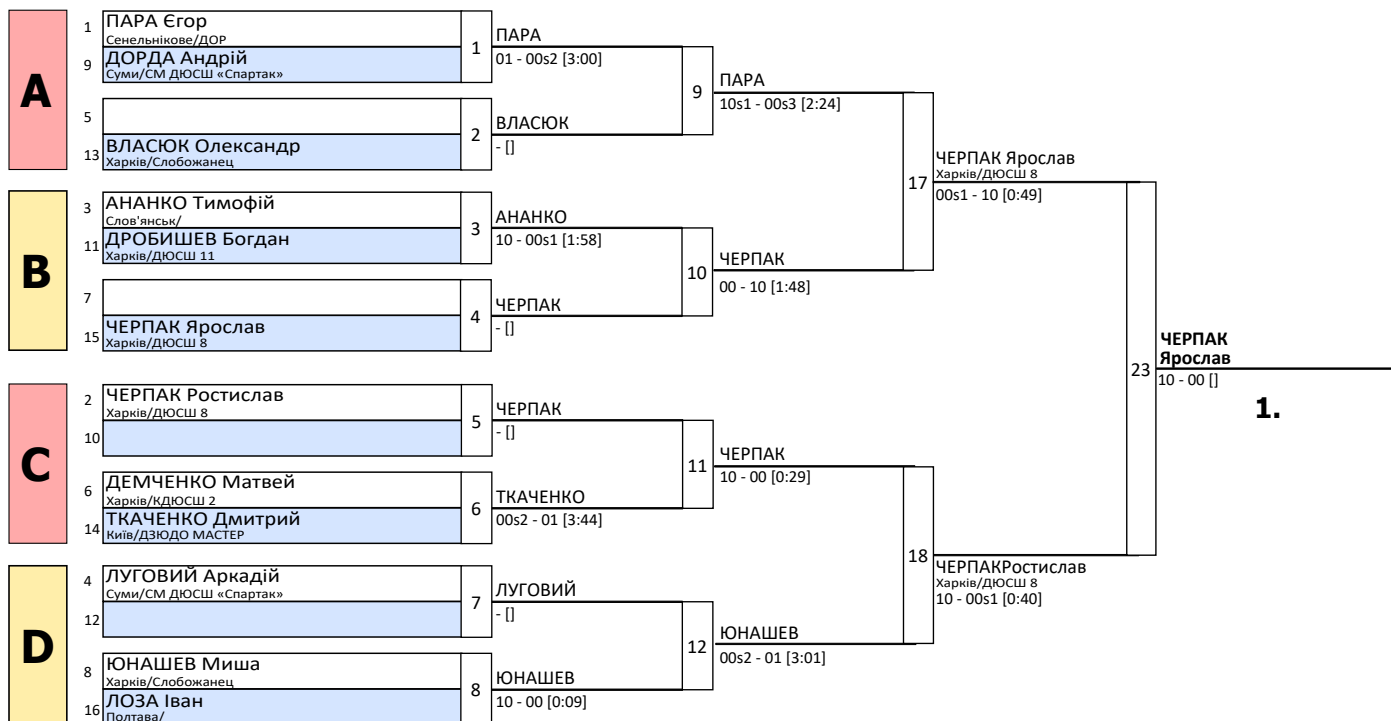 A
1 ПАРА Єгор
Сенельнікове/ДОР
9 ДОРДА Андрій
Суми/СМ ДЮСШ «Спартак»
1
ПАРА
01 - 00s2 [3:00]
5
13 ВЛАСЮК Олександр
Харків/Слобожанец
2
ВЛАСЮК
- []
9
ПАРА
10s1 - 00s3 [2:24]
B
3 АНАНКО Тимофій
Слов'янськ/
11 ДРОБИШЕВ Богдан
Харків/ДЮСШ 11
3
АНАНКО
10 - 00s1 [1:58]
7
15 ЧЕРПАК Ярослав
Харків/ДЮСШ 8
4
ЧЕРПАК
- []
10
ЧЕРПАК
00 - 10 [1:48]
17
ЧЕРПАК Ярослав
Харків/ДЮСШ 8
00s1 - 10 [0:49]
C
2 ЧЕРПАК Ростислав
Харків/ДЮСШ 8
10
5
ЧЕРПАК
- []
6 ДЕМЧЕНКО Матвей
Харків/КДЮСШ 2
14 ТКАЧЕНКО Дмитрий
Київ/ДЗЮДО МАСТЕР
6
ТКАЧЕНКО
00s2 - 01 [3:44]
11
ЧЕРПАК
10 - 00 [0:29]
D
4 ЛУГОВИЙ Аркадій
Суми/СМ ДЮСШ «Спартак»
12
7
ЛУГОВИЙ
- []
8 ЮНАШЕВ Миша
Харків/Слобожанец
16 ЛОЗА Іван
Полтава/
8
ЮНАШЕВ
10 - 00 [0:09]
12
ЮНАШЕВ
00s2 - 01 [3:01]
18
ЧЕРПАКРостислав
Харків/ДЮСШ 8
10 - 00s1 [0:40]
23
ЧЕРПАК
Ярослав
10 - 00 []
1.